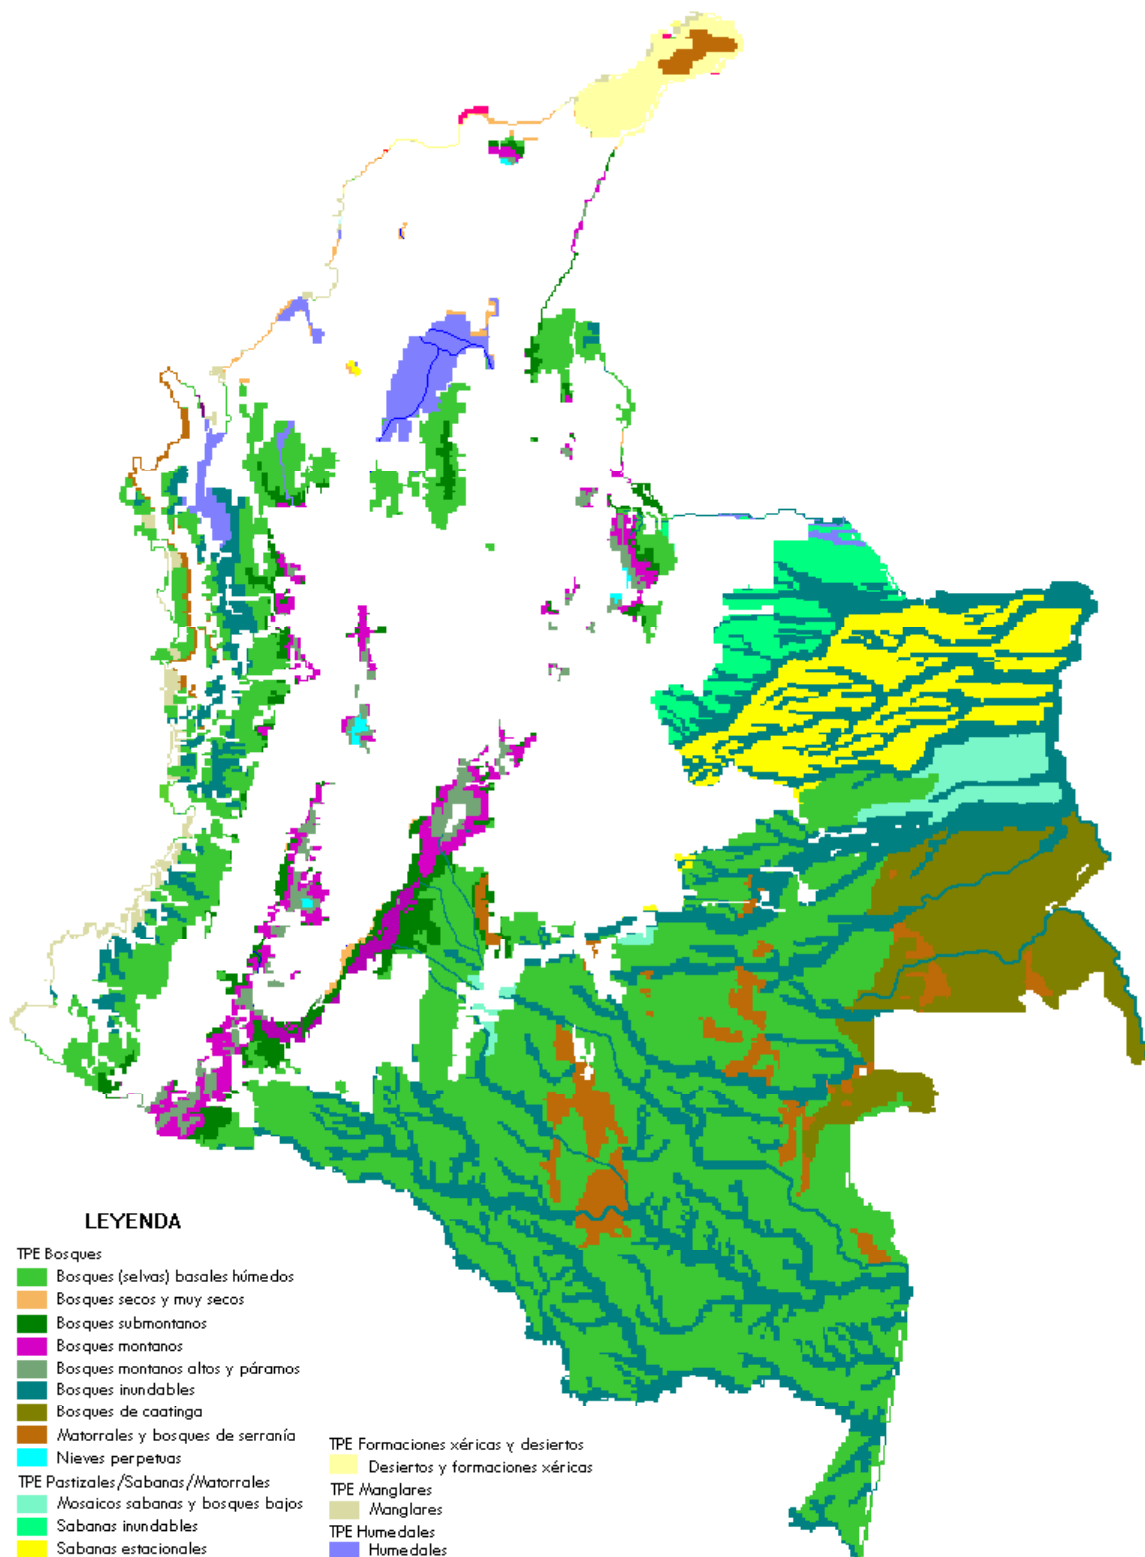 LEYENDA
TPE Bosques
Bosques (selvas) basales húmedos
Bosques secos y muy secos
Bosques submontanos
Bosques montanos
Bosques montanos altos y páramos
Bosques inundables
Bosques de caatinga
Matorrales y bosques de serranía
Nieves perpetuas
TPE Pastizales/Sabanas/Matorrales
Mosaicos sabanas y bosques bajos
Sabanas inundables
Sabanas estacionales
TPE Formaciones xéricas y desiertos
Desiertos y formaciones xéricas
TPE Manglares
Manglares
TPE Humedales
Humedales